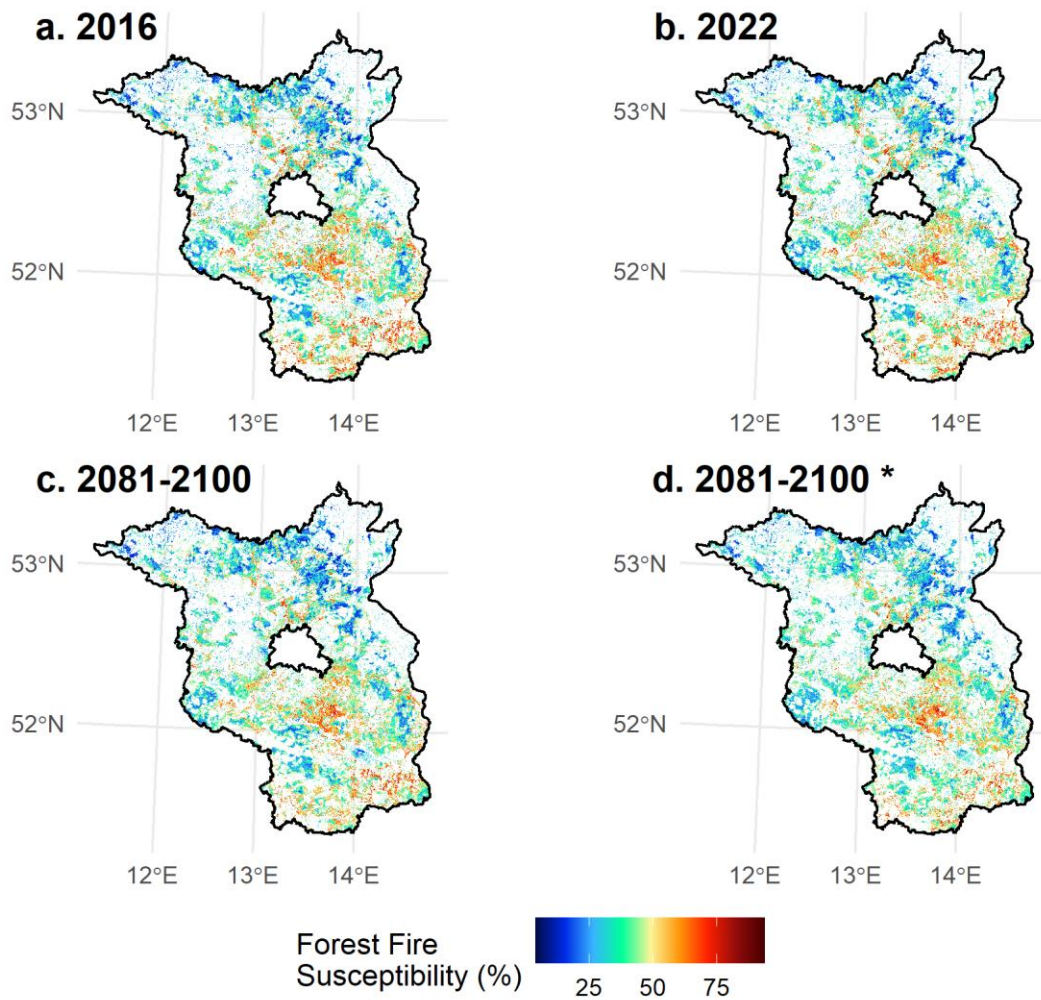 a. 2016
b. 2022
53°N
53°N
52°N
52°N
12°E 13°E 14°E
12°E 13°E 14°E
c. 2081-2100
d. 2081-2100 *
53°N
53°N
52°N
52°N
12°E 13°E 14°E
12°E 13°E 14°E
Forest Fire
Susceptibility (%)
25 50 75